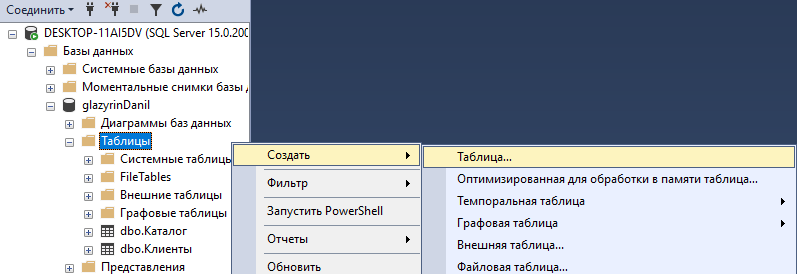 Соединить
DESKTOP-11AI5DV (SQL Server 15.0.200
Базы данных
Системные базы данных
Моментальные снимки базы д
glazyrinDanil
Диаграммы баз данных
Таблицы
Системные таблицы
FileTables
Внешние таблицы
Графовые таблицы
dbo.Каталог
dbo.Клиенты
Представления
Создать
Фильтр
Запустить PowerShell
Отчеты
Обновить
Таблица...
Оптимизированная для обработки в памяти таблица...
Темпоральная таблица
Графовая таблица
Внешняя таблица...
Файловая таблица...